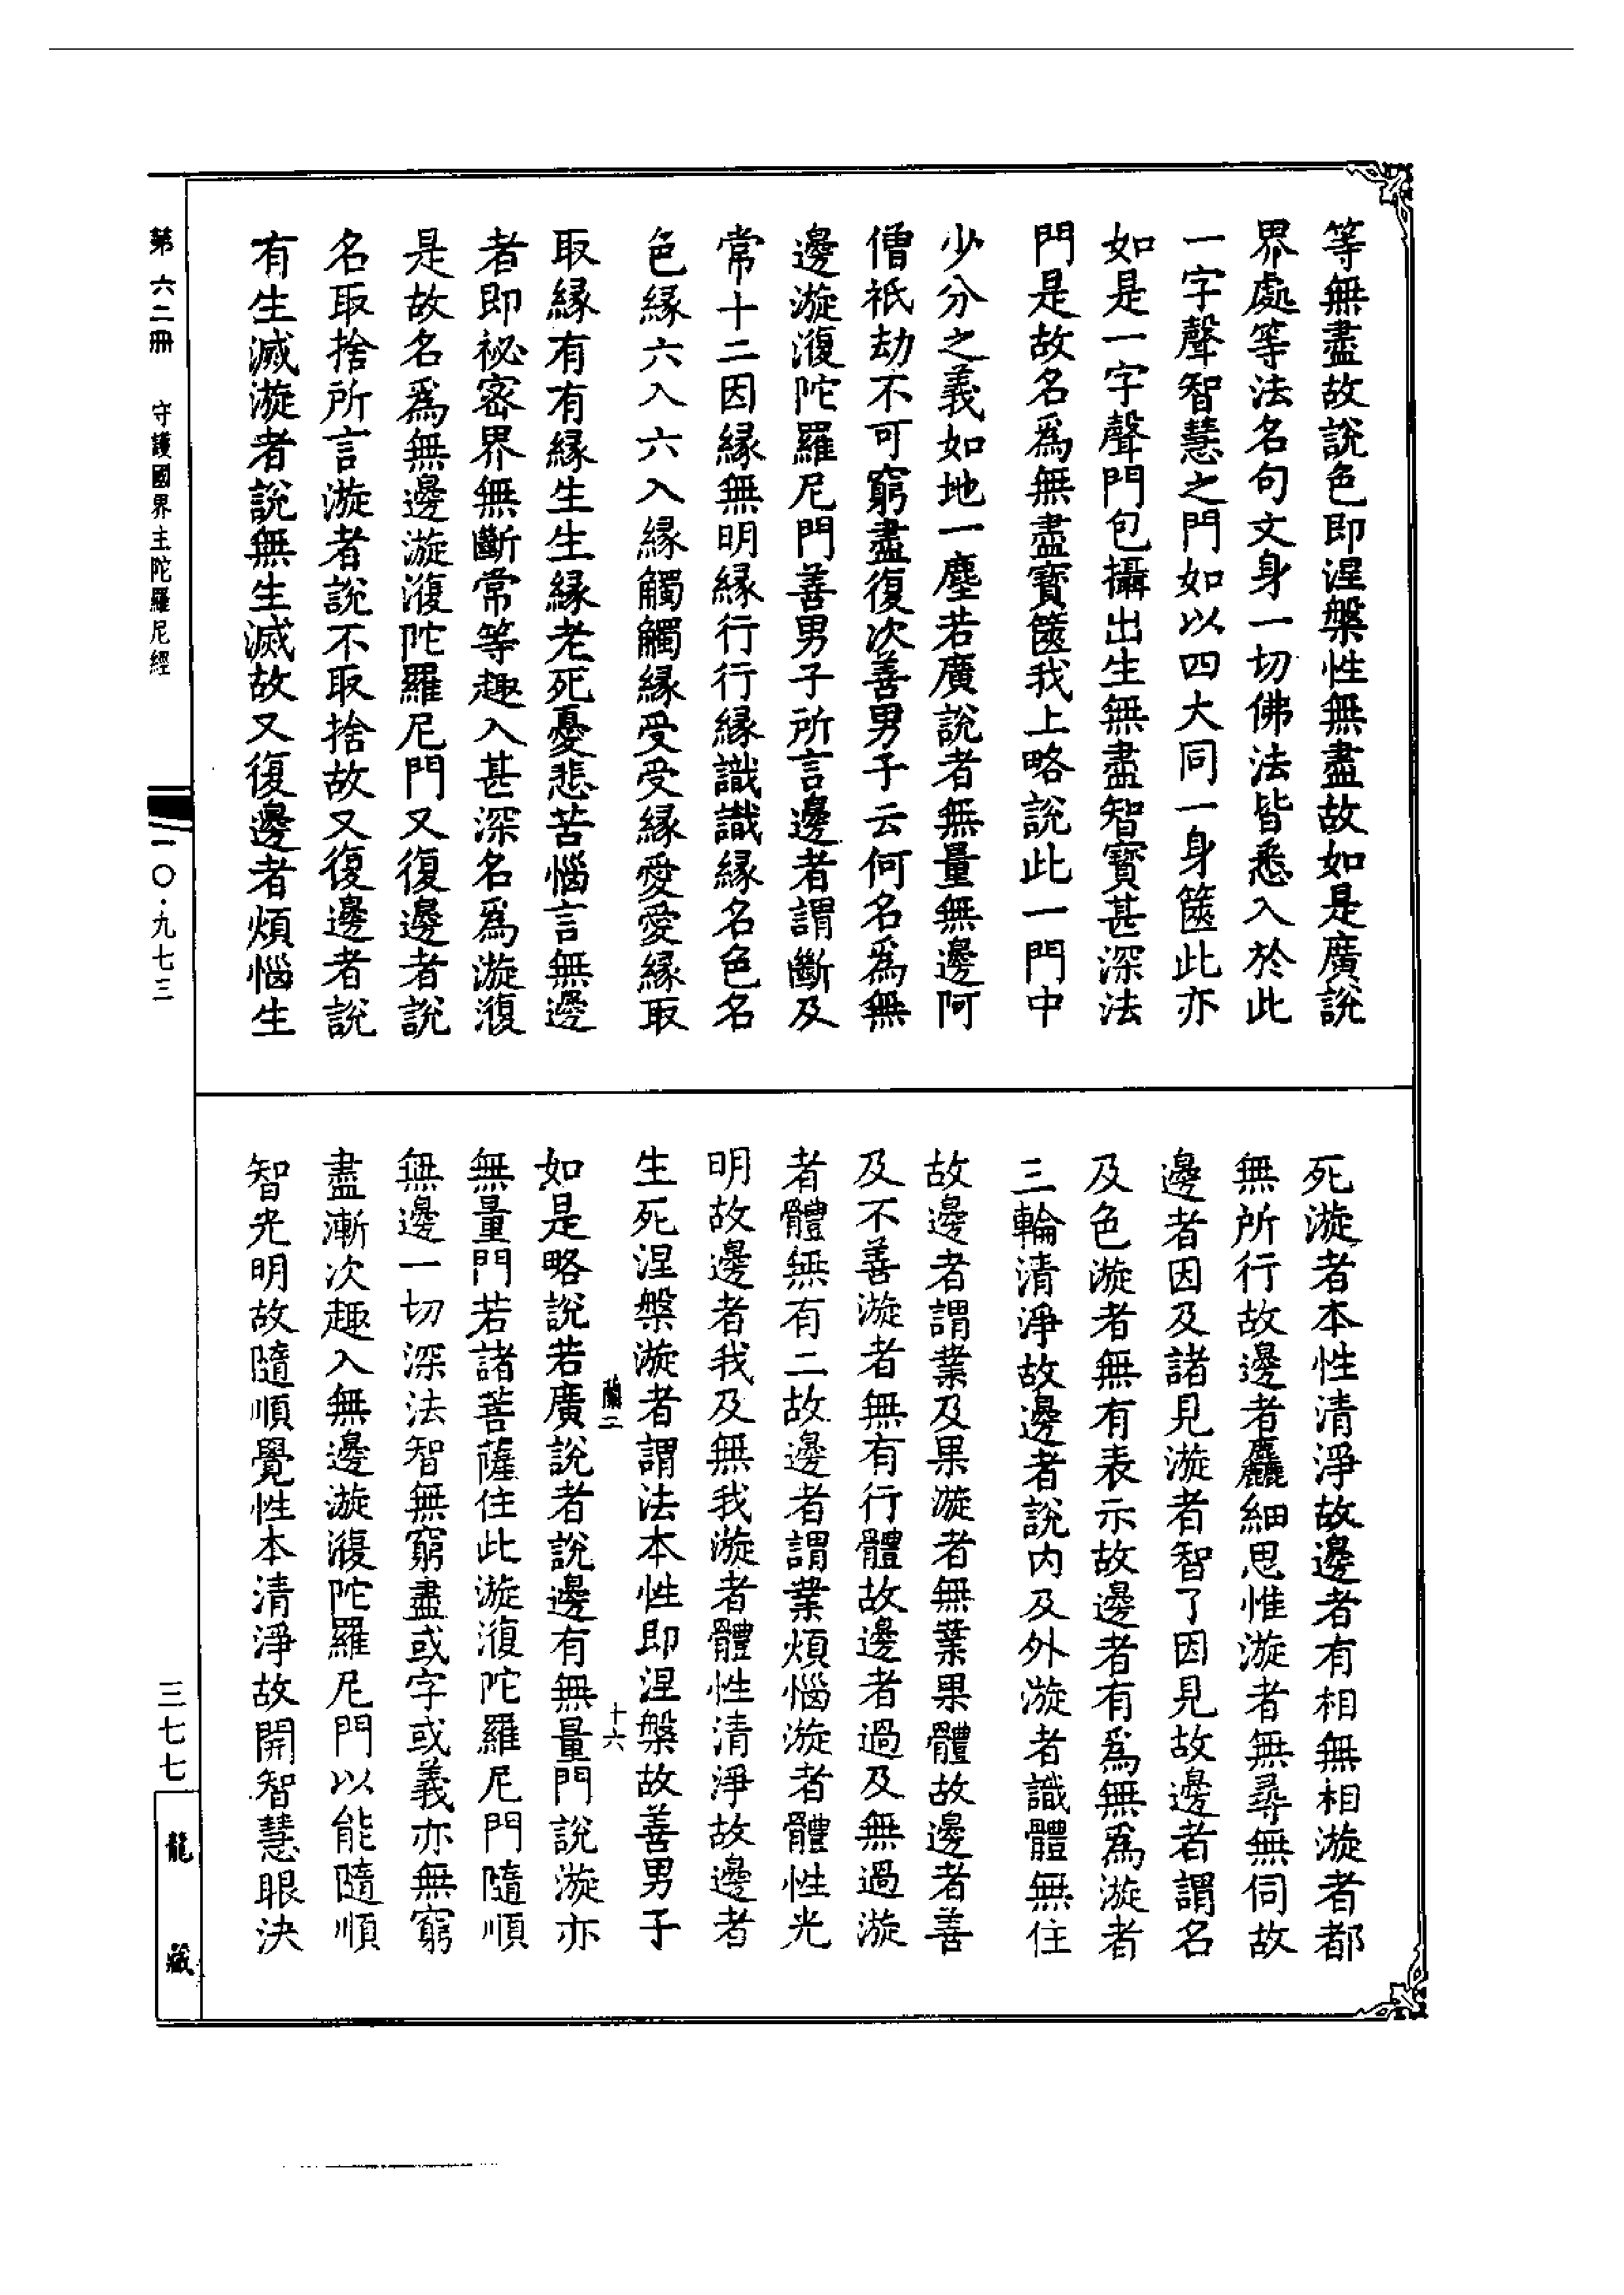 等無盡故說色即涅槃性無盡故如是廣說
界處等法名句文身一切佛法皆悉入於此
一字聲智慧之門如以四大同一身篋此亦
如是一字聲門包攝出生無盡智寳甚深法
門是故名爲無盡寳篋我上略說此一門中
少分之義如地一塵若廣說者無量無邊阿
僧祇劫不可窮盡復次善男子云何名爲無
邊漩澓陀羅尼門善男子所言邊者謂斷及
常十二因緣無明緣行行緣識識緣名色名
色緣六入六入緣觸觸緣受受緣愛愛緣取
取緣有有緣生生緣老死憂悲苦惱言無邊
者即祕密界無斷常等趣入甚深名爲漩澓
是故名爲無邊漩澓陀羅尼門又復邊者說
名取捨所言漩者說不取捨故又復邊者說
有生滅漩者說無生滅故又復邊者煩惱生
死漩者本性清淨故邊者有相無相漩者都
無所行故邊者麤細思惟漩者無尋無伺故
邊者因及諸見漩者智了因見故邊者謂名
及色漩者無有表示故邊者有爲無爲漩者
三輪清淨故邊者說内及外漩者識體無住
故邊者謂業及果漩者無業果體故邊者善
及不善漩者無有行體故邊者過及無過漩
者體無有二故邊者謂業煩惱漩者體性光
明故邊者我及無我漩者體性清淨故邊者
生死涅槃漩者謂法本性即涅槃故善男子
蘭二 十六
如是略說若廣說者說邊有無量門說漩亦
無量門若諸菩薩住此漩澓陀羅尼門隨順
無邊一切深法智無窮盡或字或義亦無窮
盡漸次趣入無邊漩澓陀羅尼門以能隨順
智光明故隨順覺性本清淨故開智慧眼決
第六二冊 守護國界主陀羅尼經
一〇·九七三
三七七
龍藏